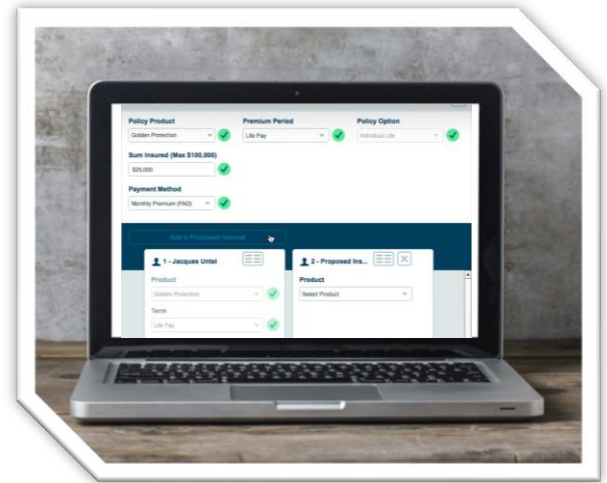 Policy Product Premium Period Policy Option
Golden Protection Life Pay Individual Life
Sum Insured (Max $100,000)
$25,000
Payment Method
Monthly Premium (PAD)
Add a Proposed Insured
1 - Jacques Untel 2 - Proposed Ins...
Product Product
Golden Protection Select Product
Term
Life Pay